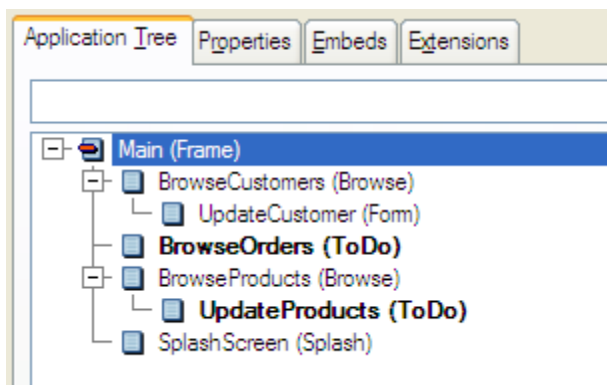 Application Tree Properties Embeds Extensions
Main (Frame)
BrowseCustomers (Browse)
UpdateCustomer (Form)
BrowseOrders (ToDo)
BrowseProducts (Browse)
UpdateProducts (ToDo)
SplashScreen (Splash)